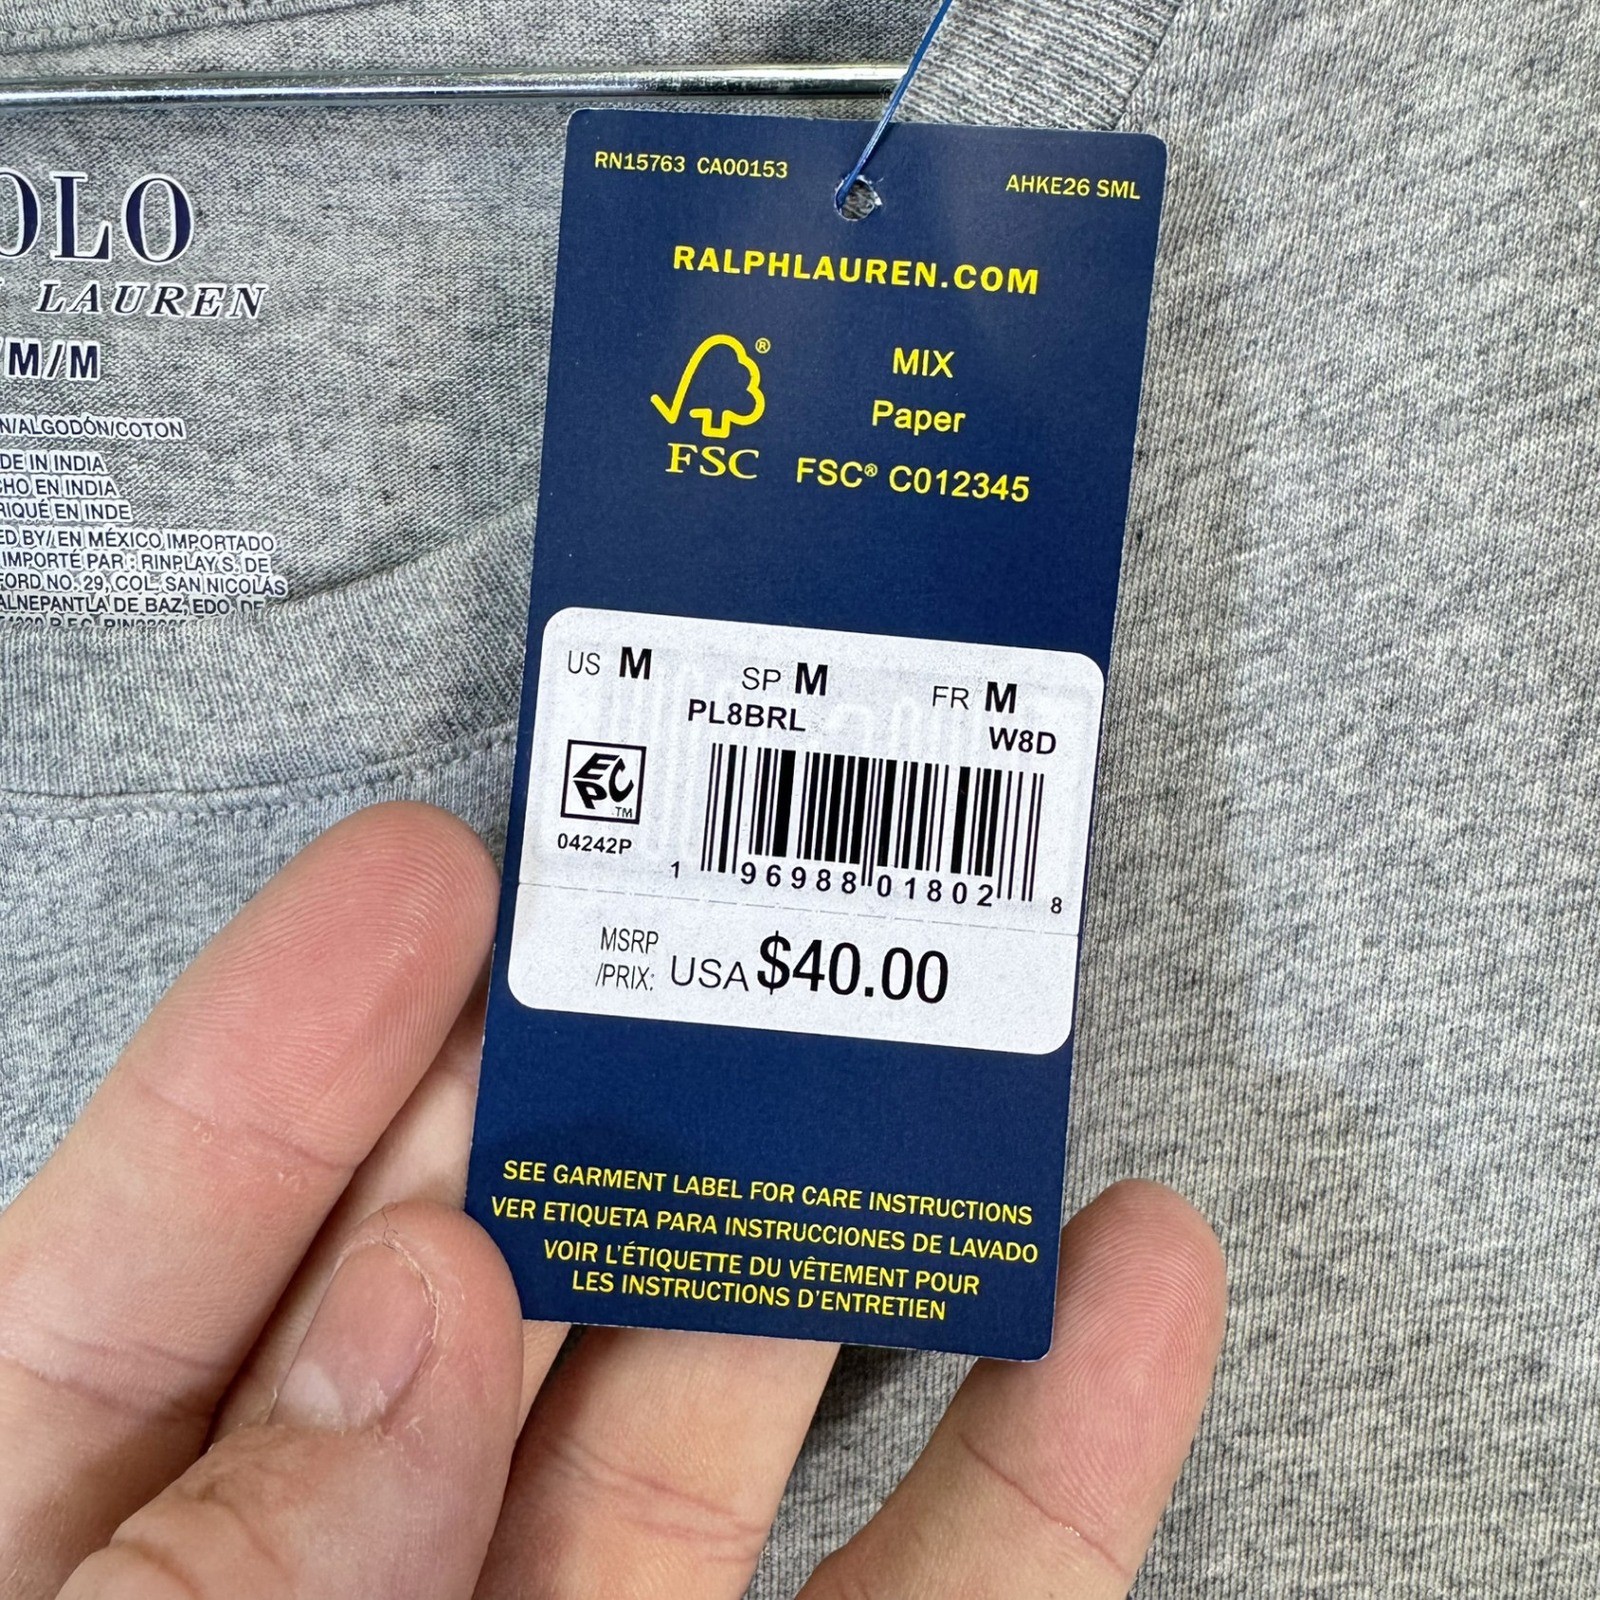 OLO
LAUREN
M/M
N/ALGODÓN/COTON
DE IN INDIA
HO EN INDIA
RIQUÉ EN INDE
ED BY/ EN MÉXICO IMPORTADO
IMPORTÉ PAR : RINPLAY S. DE
FORD NO. 29, COL. SAN NICOLÁS
ALNEPANTLA DE BAZ, EDO. DE
RN15763 CA00153
AHKE26 SML
RALPHLAUREN.COM
®
FSC
MIX
Paper
FSC® C012345
US M SP M FR M
PL8BRL W8D
EPC
TM
04242P
1 96988 01802 8
MSRP
/PRIX: USA $40.00
SEE GARMENT LABEL FOR CARE INSTRUCTIONS
VER ETIQUETA PARA INSTRUCCIONES DE LAVADO
VOIR L'ÉTIQUETTE DU VÊTEMENT POUR
LES INSTRUCTIONS D'ENTRETIEN